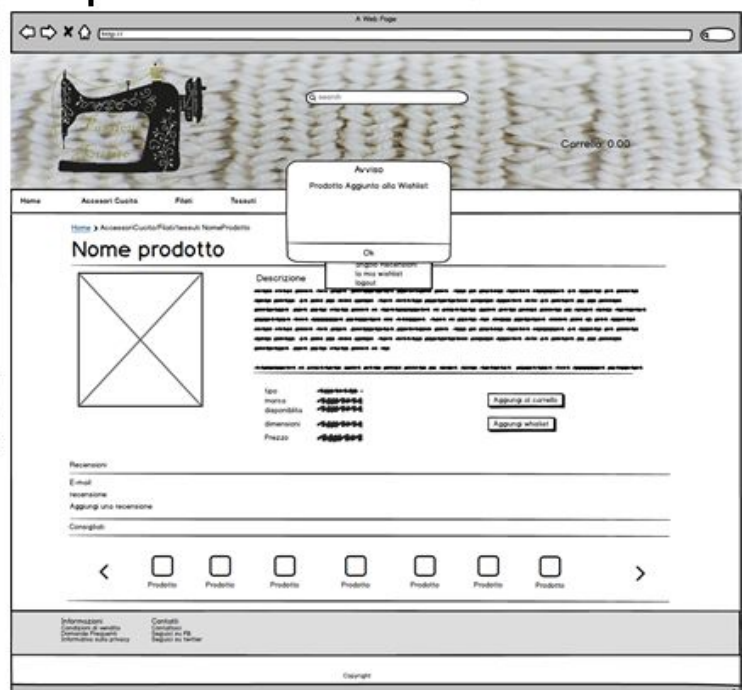 A Web Page
http://
search
Carrello: 0.00
Avviso
Prodotto Aggiunto alla Wishlist
Ok
Home Accessori Cucito Filati Tessuti
la mia wishlist
logout
Home > AccessoriCucito/Filati/tessuti NomeProdotto
Nome prodotto
Descrizione
tipo
marca
disponibilita
dimensioni
Prezzo
Aggiungi al carrello
Aggiungi whislist
Recensioni
E-mail
recensione
Aggiungi una recensione
Consigliati
Prodotto Prodotto Prodotto Prodotto Prodotto Prodotto Prodotto
Informazioni
Condizioni di vendita
Domande Frequenti
Informativa sulla privacy
Contatti
Contattaci
Seguici su FB
Seguici su twitter
Copyright